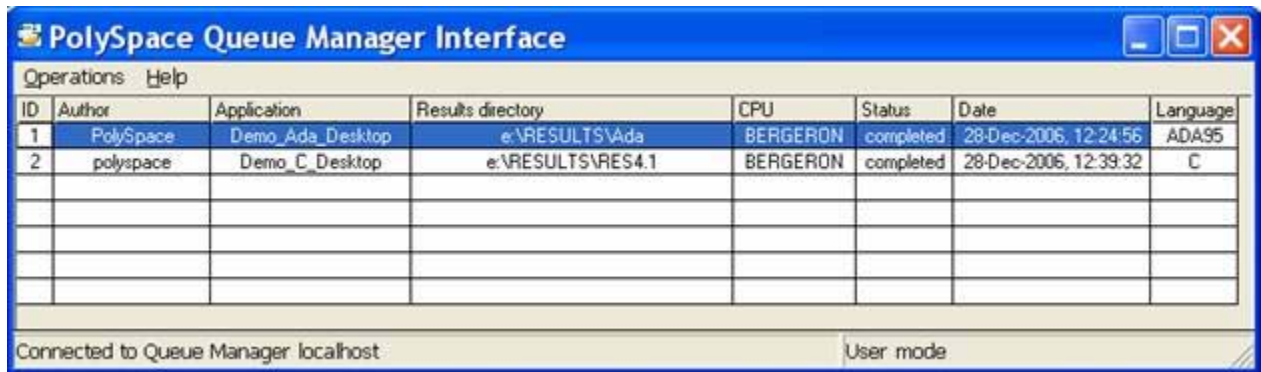 PolySpace Queue Manager Interface
Operations Help
ID Author Application Results directory CPU Status Date Language
1 PolySpace Demo_Ada_Desktop e:\RESULTS\Ada BERGERON completed 28-Dec-2006, 12:24:56 ADA95
2 polyspace Demo_C_Desktop e:\RESULTS\RES4.1 BERGERON completed 28-Dec-2006, 12:39:32 C
Connected to Queue Manager localhost User mode